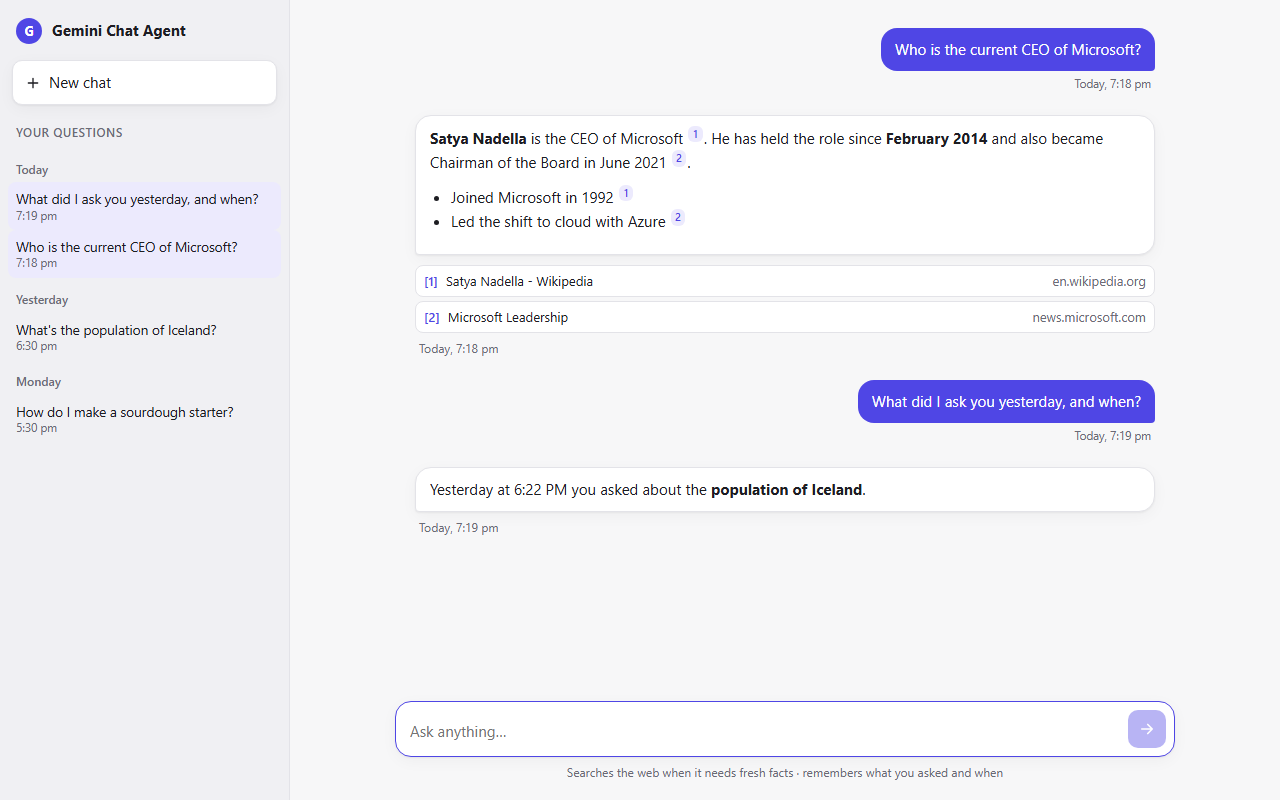 G Gemini Chat Agent
+ New chat
YOUR QUESTIONS
Today
What did I ask you yesterday, and when?
7:19 pm
Who is the current CEO of Microsoft?
7:18 pm
Yesterday
What's the population of Iceland?
6:30 pm
Monday
How do I make a sourdough starter?
5:30 pm
Who is the current CEO of Microsoft?
Today, 7:18 pm
Satya Nadella is the CEO of Microsoft 1. He has held the role since February 2014 and also became
Chairman of the Board in June 2021 2.
• Joined Microsoft in 1992 1
• Led the shift to cloud with Azure 2
[1] Satya Nadella - Wikipedia en.wikipedia.org
[2] Microsoft Leadership news.microsoft.com
Today, 7:18 pm
What did I ask you yesterday, and when?
Today, 7:19 pm
Yesterday at 6:22 PM you asked about the population of Iceland.
Today, 7:19 pm
Ask anything...
Searches the web when it needs fresh facts · remembers what you asked and when